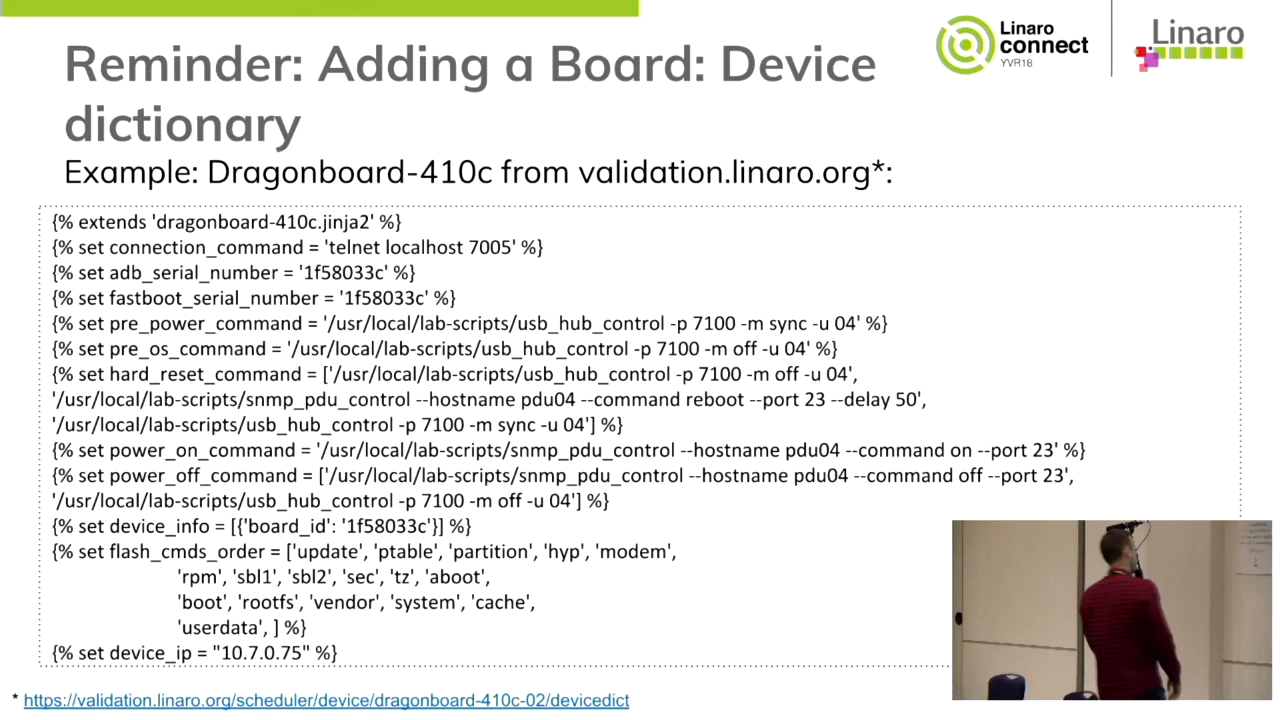 Reminder: Adding a Board: Device
dictionary
Linaro
connect
YVR18
Linaro
Example: Dragonboard-410c from validation.linaro.org*:
{% extends 'dragonboard-410c.jinja2' %}
{% set connection_command = 'telnet localhost 7005' %}
{% set adb_serial_number = '1f58033c' %}
{% set fastboot_serial_number = '1f58033c' %}
{% set pre_power_command = '/usr/local/lab-scripts/usb_hub_control -p 7100 -m sync -u 04' %}
{% set pre_os_command = '/usr/local/lab-scripts/usb_hub_control -p 7100 -m off -u 04' %}
{% set hard_reset_command = ['/usr/local/lab-scripts/usb_hub_control -p 7100 -m off -u 04',
'/usr/local/lab-scripts/snmp_pdu_control --hostname pdu04 --command reboot --port 23 --delay 50',
'/usr/local/lab-scripts/usb_hub_control -p 7100 -m sync -u 04'] %}
{% set power_on_command = '/usr/local/lab-scripts/snmp_pdu_control --hostname pdu04 --command on --port 23' %}
{% set power_off_command = ['/usr/local/lab-scripts/snmp_pdu_control --hostname pdu04 --command off --port 23',
'/usr/local/lab-scripts/usb_hub_control -p 7100 -m off -u 04'] %}
{% set device_info = [{'board_id': '1f58033c'}] %}
{% set flash_cmds_order = ['update', 'ptable', 'partition', 'hyp', 'modem',
'rpm', 'sbl1', 'sbl2', 'sec', 'tz', 'aboot',
'boot', 'rootfs', 'vendor', 'system', 'cache',
'userdata', ] %}
{% set device_ip = "10.7.0.75" %}
* https://validation.linaro.org/scheduler/device/dragonboard-410c-02/devicedict